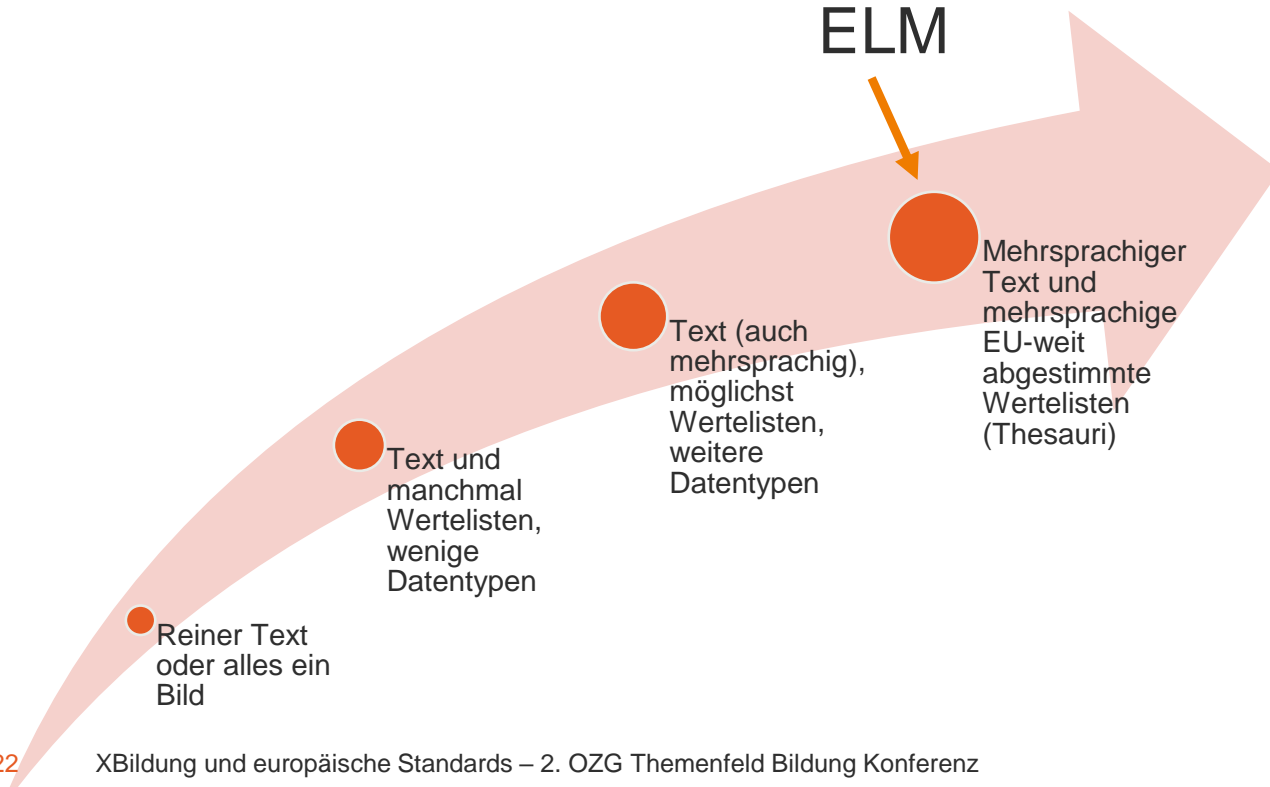 ELM
Mehrsprachiger
Text und
mehrsprachige
EU-weit
abgestimmte
Wertelisten
(Thesauri)
Text (auch
mehrsprachig),
möglichst
Wertelisten,
weitere
Datentypen
Text und
manchmal
Wertelisten,
wenige
Datentypen
Reiner Text
oder alles ein
Bild
22 XBildung und europäische Standards – 2. OZG Themenfeld Bildung Konferenz